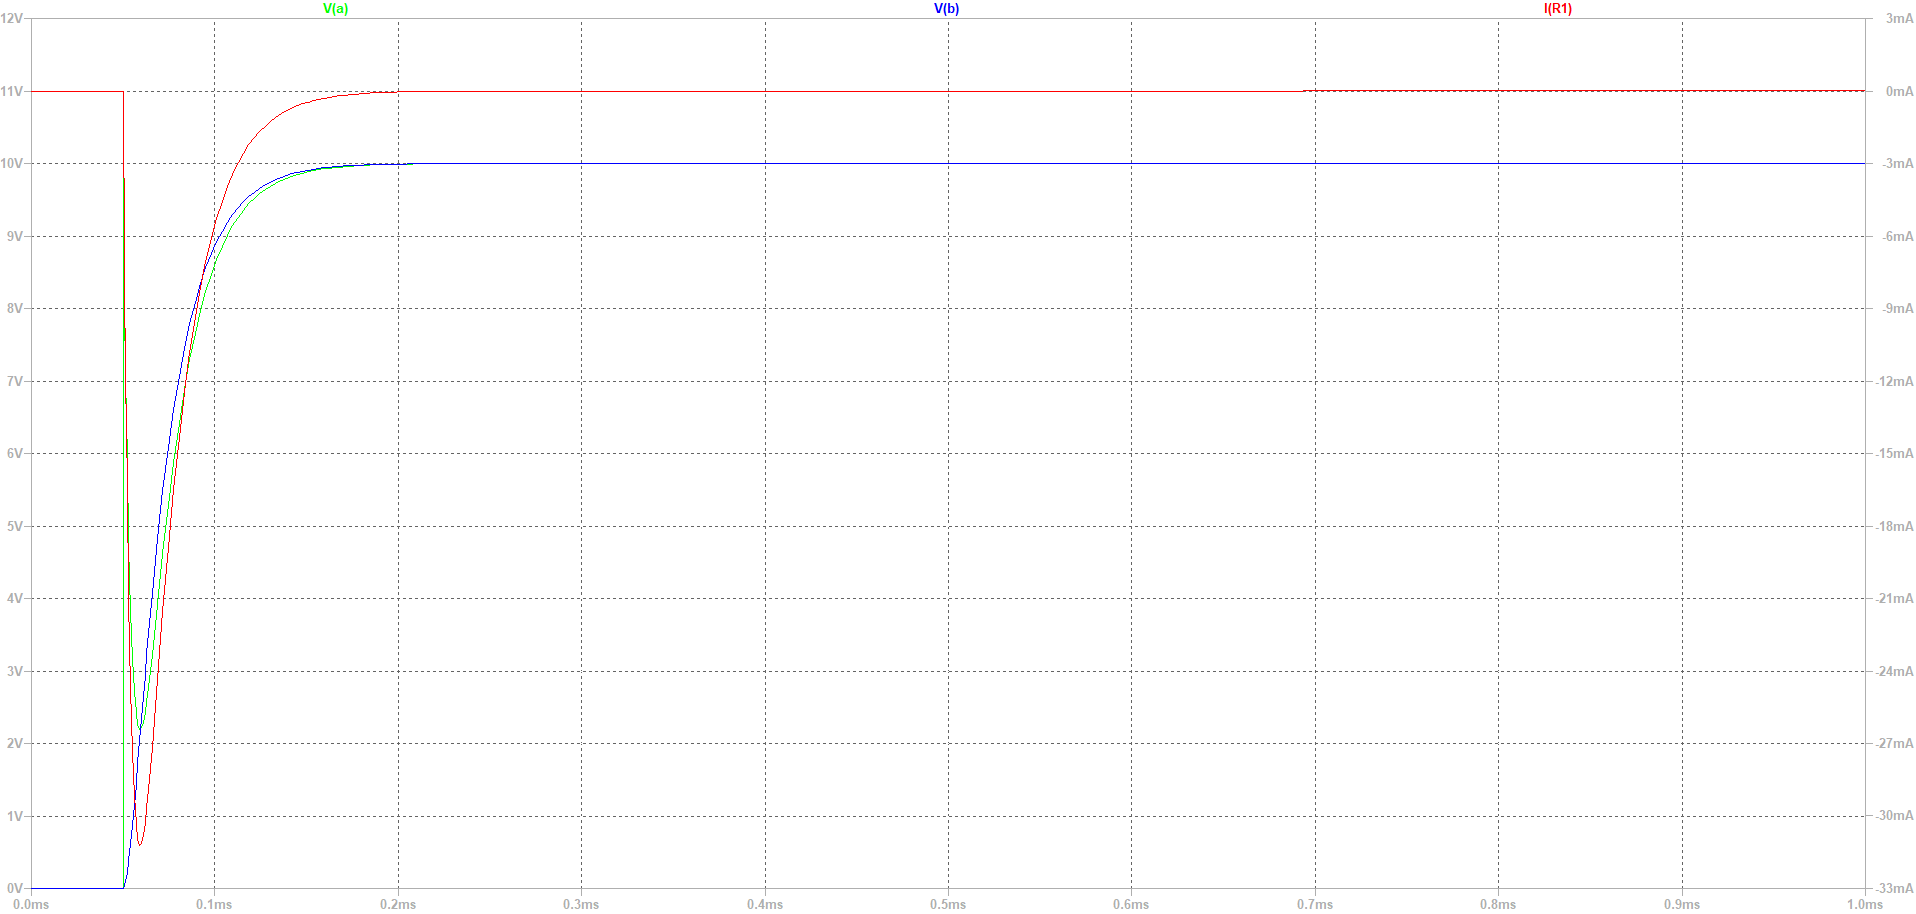 V(a) V(b) I(R1)
12V 3mA
11V 0mA
10V -3mA
9V -6mA
8V -9mA
7V -12mA
6V -15mA
5V -18mA
4V -21mA
3V -24mA
2V -27mA
1V -30mA
0V -33mA
0.0ms 0.1ms 0.2ms 0.3ms 0.4ms 0.5ms 0.6ms 0.7ms 0.8ms 0.9ms 1.0ms